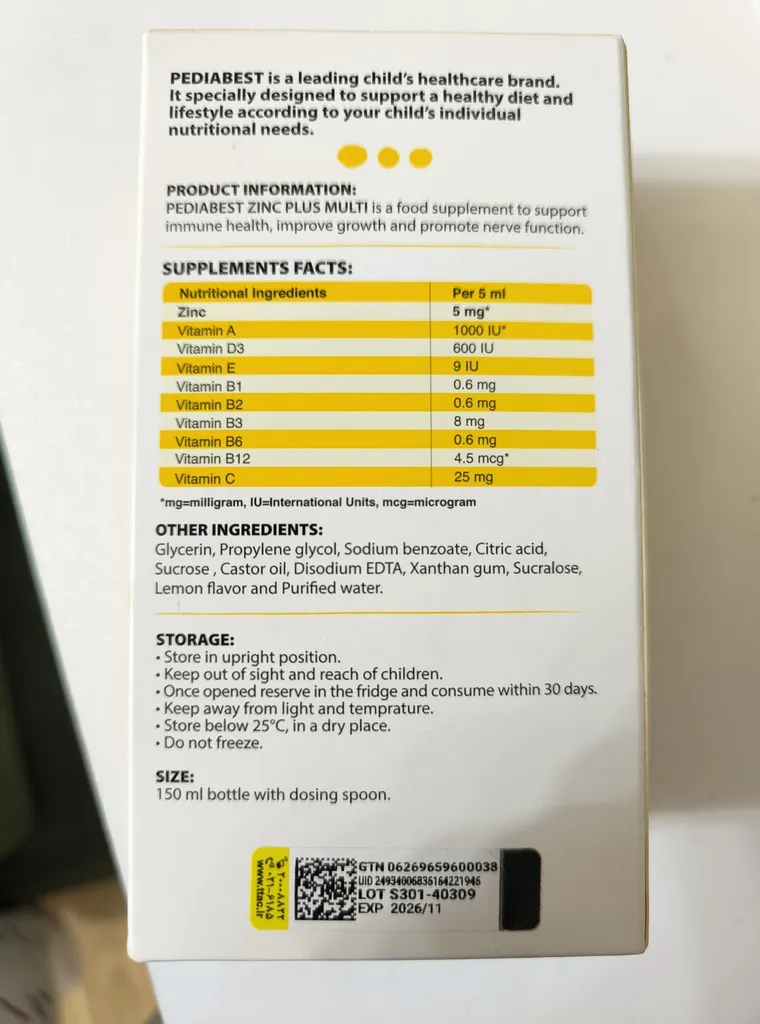 PEDIABEST is a leading child's healthcare brand.
It specially designed to support a healthy diet and
lifestyle according to your child's individual
nutritional needs.
PRODUCT INFORMATION:
PEDIABEST ZINC PLUS MULTI is a food supplement to support
immune health, improve growth and promote nerve function.
SUPPLEMENTS FACTS:
Nutritional Ingredients Per 5 ml
Zinc 5 mg*
Vitamin A 1000 IU*
Vitamin D3 600 IU
Vitamin E 9 IU
Vitamin B1 0.6 mg
Vitamin B2 0.6 mg
Vitamin B3 8 mg
Vitamin B6 0.6 mg
Vitamin B12 4.5 mcg*
Vitamin C 25 mg
*mg=milligram, IU=International Units, mcg=microgram
OTHER INGREDIENTS:
Glycerin, Propylene glycol, Sodium benzoate, Citric acid,
Sucrose , Castor oil, Disodium EDTA, Xanthan gum, Sucralose,
Lemon flavor and Purified water.
STORAGE:
• Store in upright position.
• Keep out of sight and reach of children.
• Once opened reserve in the fridge and consume within 30 days.
• Keep away from light and temprature.
• Store below 25°C, in a dry place.
• Do not freeze.
SIZE:
150 ml bottle with dosing spoon.
۲۰۰۰۸۸۲۲
۰۲۱-۶۱۸۵
www.ttac.ir
GTN 06269659600038
UID 24934006836164221946
LOT S301-40309
EXP 2026/11